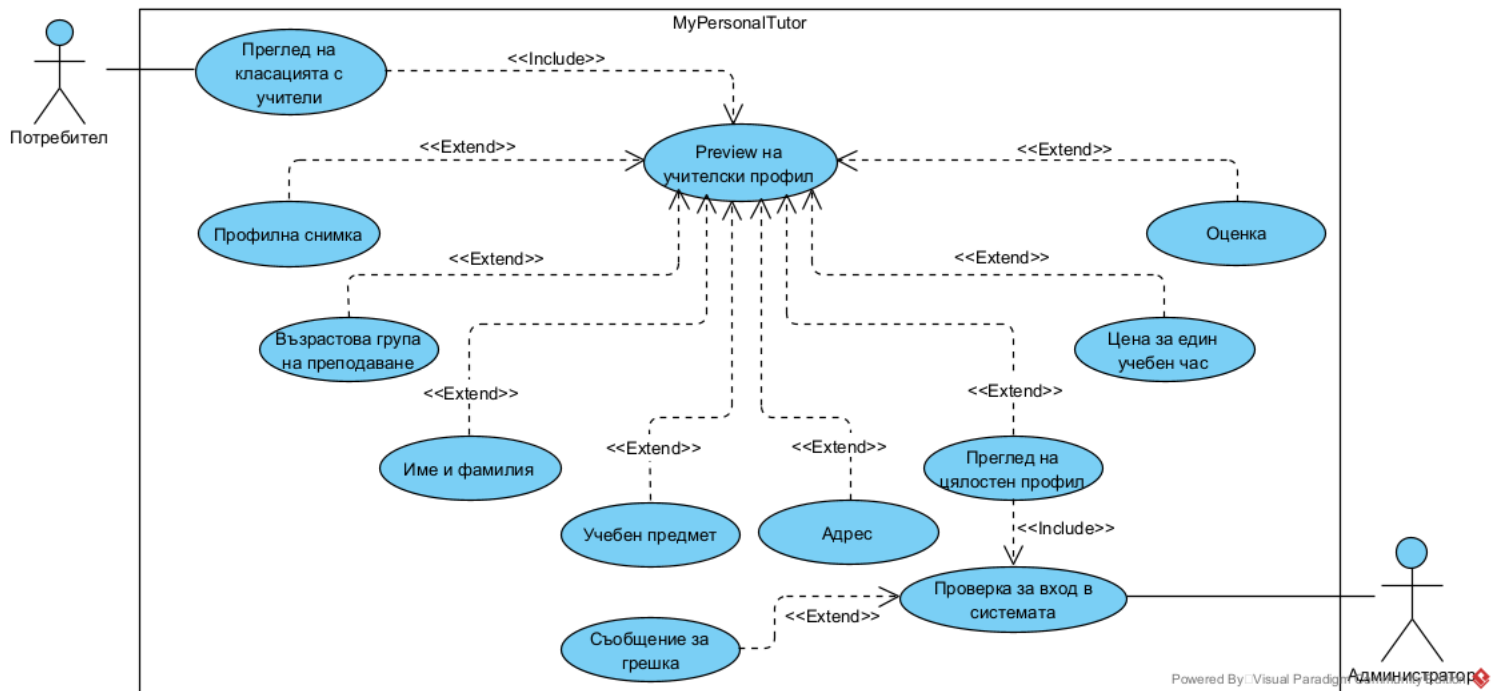 MyPersonalTutor
Преглед на
класацията с
учители
<<Include>>
Потребител
<<Extend>>
Preview на
учителски профил
<<Extend>>
Профилна снимка
Оценка
<<Extend>>
<<Extend>>
Възрастова група
на преподаване
Цена за един
учебен час
<<Extend>>
<<Extend>>
Име и фамилия
<<Extend>>
<<Extend>>
Преглед на
цялостен профил
Учебен предмет
Адрес
<<Include>>
Проверка за вход в
системата
<<Extend>>
Съобщение за
грешка
Администратор
Powered By Visual Paradigm Community Edition